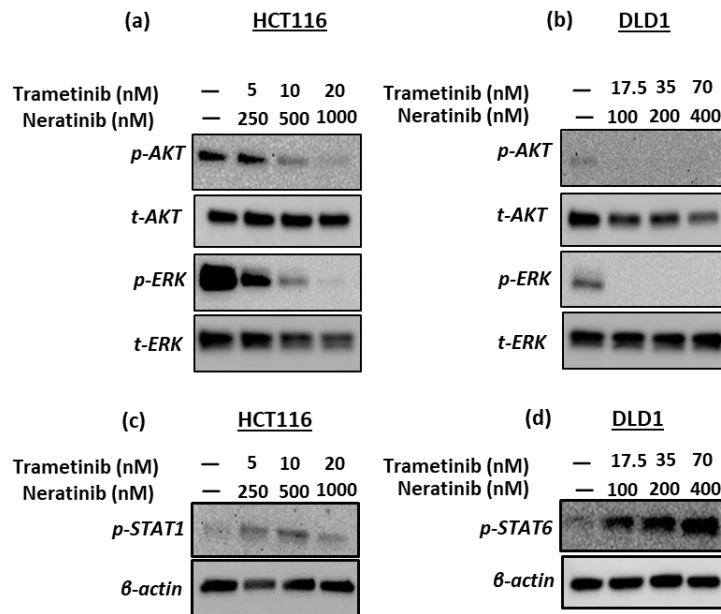 (a) HCT116
Trametinib (nM) — 5 10 20
Neratinib (nM) — 250 500 1000
p-AKT
t-AKT
p-ERK
t-ERK
(b) DLD1
Trametinib (nM) — 17.5 35 70
Neratinib (nM) — 100 200 400
p-AKT
t-AKT
p-ERK
t-ERK
(c) HCT116
Trametinib (nM) — 5 10 20
Neratinib (nM) — 250 500 1000
p-STAT1
β-actin
(d) DLD1
Trametinib (nM) — 17.5 35 70
Neratinib (nM) — 100 200 400
p-STAT6
β-actin